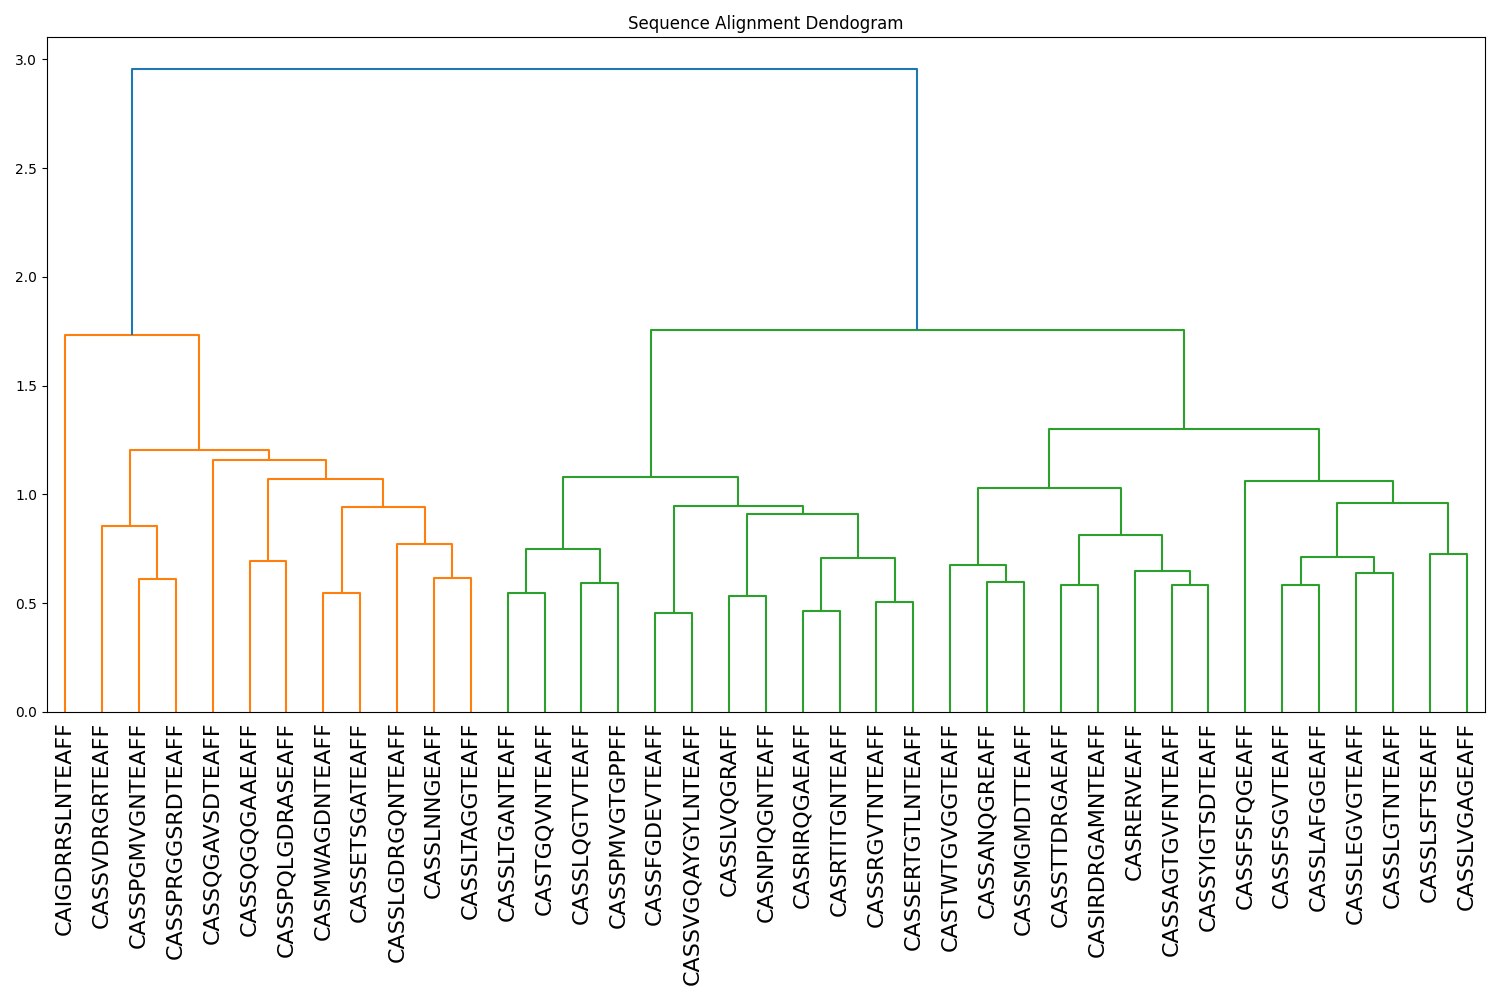 Sequence Alignment Dendogram
3.0
2.5
2.0
1.5
1.0
0.5
0.0
CAIGDRRSLNTEAFF
CASSVDRGRTEAFF
CASSPGMVGNTEAFF
CASSPRGGSRDTEAFF
CASSQGAVSDTEAFF
CASSQGQGAAEAFF
CASSPQLGDRASEAFF
CASMWAGDNTEAFF
CASSETSGATEAFF
CASSLGDRGQNTEAFF
CASSLNNGEAFF
CASSLTAGGTEAFF
CASSLTGANTEAFF
CASTGQVNTEAFF
CASSLQGTVTEAFF
CASSPMVGTGPPFF
CASSFGDEVTEAFF
CASSVGQAYGYLNTEAFF
CASSLVQGRAFF
CASNPIQGNTEAFF
CASRIRQGAEAFF
CASRTITGNTEAFF
CASSRGVTNTEAFF
CASSERTGTLNTEAFF
CASTWTGVGGTEAFF
CASSANQGREAFF
CASSMGMDTTEAFF
CASSTTDRGAEAFF
CASIRDRGAMNTEAFF
CASRERVEAFF
CASSAGTGVFNTEAFF
CASSYIGTSDTEAFF
CASSFSFQGEAFF
CASSFSGVTEAFF
CASSLAFGGEAFF
CASSLEGVGTEAFF
CASSLGTNTEAFF
CASSLSFTSEAFF
CASSLVGAGEAFF